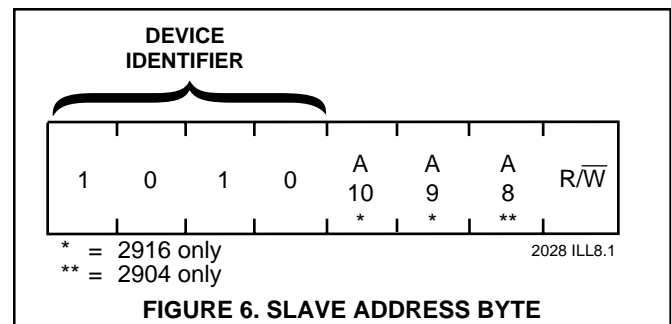 DEVICE
IDENTIFIER
1 0 1 0 A 10 * A 9 * A 8 ** R/W̅
* = 2916 only
** = 2904 only
2028 ILL8.1
FIGURE 6. SLAVE ADDRESS BYTE